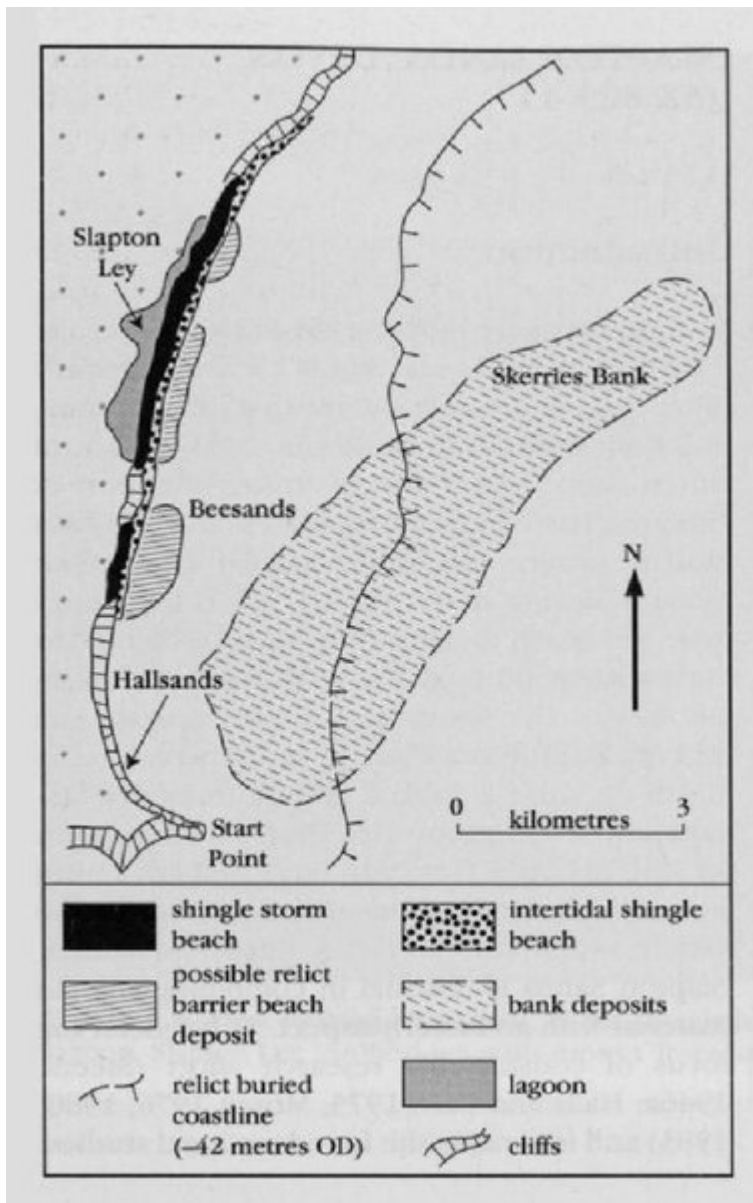 Slapton
Ley
Skerries Bank
Beesands
N
Hallsands
0 3
kilometres
Start
Point
shingle storm
beach
intertidal shingle
beach
possible relict
barrier beach
deposit
bank deposits
relict buried
coastline
(–42 metres OD)
lagoon
cliffs